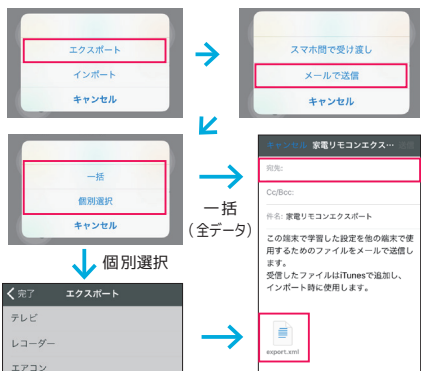 エクスポート
インポート
キャンセル
スマホ間で受け渡し
メールで送信
キャンセル
一括
個別選択
キャンセル
一括
（全データ）
個別選択
キャンセル 家電リモコンエクス… 送信
宛先:
Cc/Bcc:
件名: 家電リモコンエクスポート
この端末で学習した設定を他の端末で使
用するためのファイルをメールで送信し
ます。
受信したファイルはiTunesで追加し、
インポート時に使用します。
export.xml
完了 エクスポート
テレビ
レコーダー
エアコン